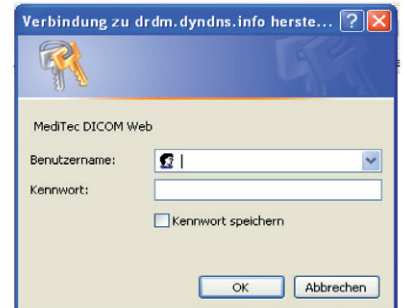 Verbindung zu drdm.dyndns.info herste...
MediTec DICOM Web
Benutzername:
Kennwort:
Kennwort speichern
OK Abbrechen